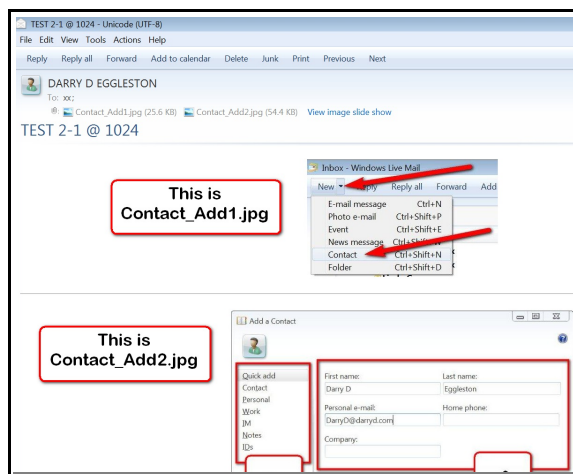 TEST 2-1 @ 1024 - Unicode (UTF-8)
File Edit View Tools Actions Help
Reply Reply all Forward Add to calendar Delete Junk Print Previous Next
DARRY D EGGLESTON
To: xx;
Contact_Add1.jpg (25.6 KB) Contact_Add2.jpg (54.4 KB) View image slide show
TEST 2-1 @ 1024
This is
Contact_Add1.jpg
Inbox - Windows Live Mail
New Reply all Forward Add
E-mail message Ctrl+N
Photo e-mail Ctrl+Shift+P
Event Ctrl+Shift+E
News message
Contact Ctrl+Shift+N
Folder Ctrl+Shift+D
This is
Contact_Add2.jpg
Add a Contact
Quick add
Contact
Personal
Work
IM
Notes
IDs
First name: Last name:
Darry D Eggleston
Personal e-mail: Home phone:
DarryD@darryd.com
Company: